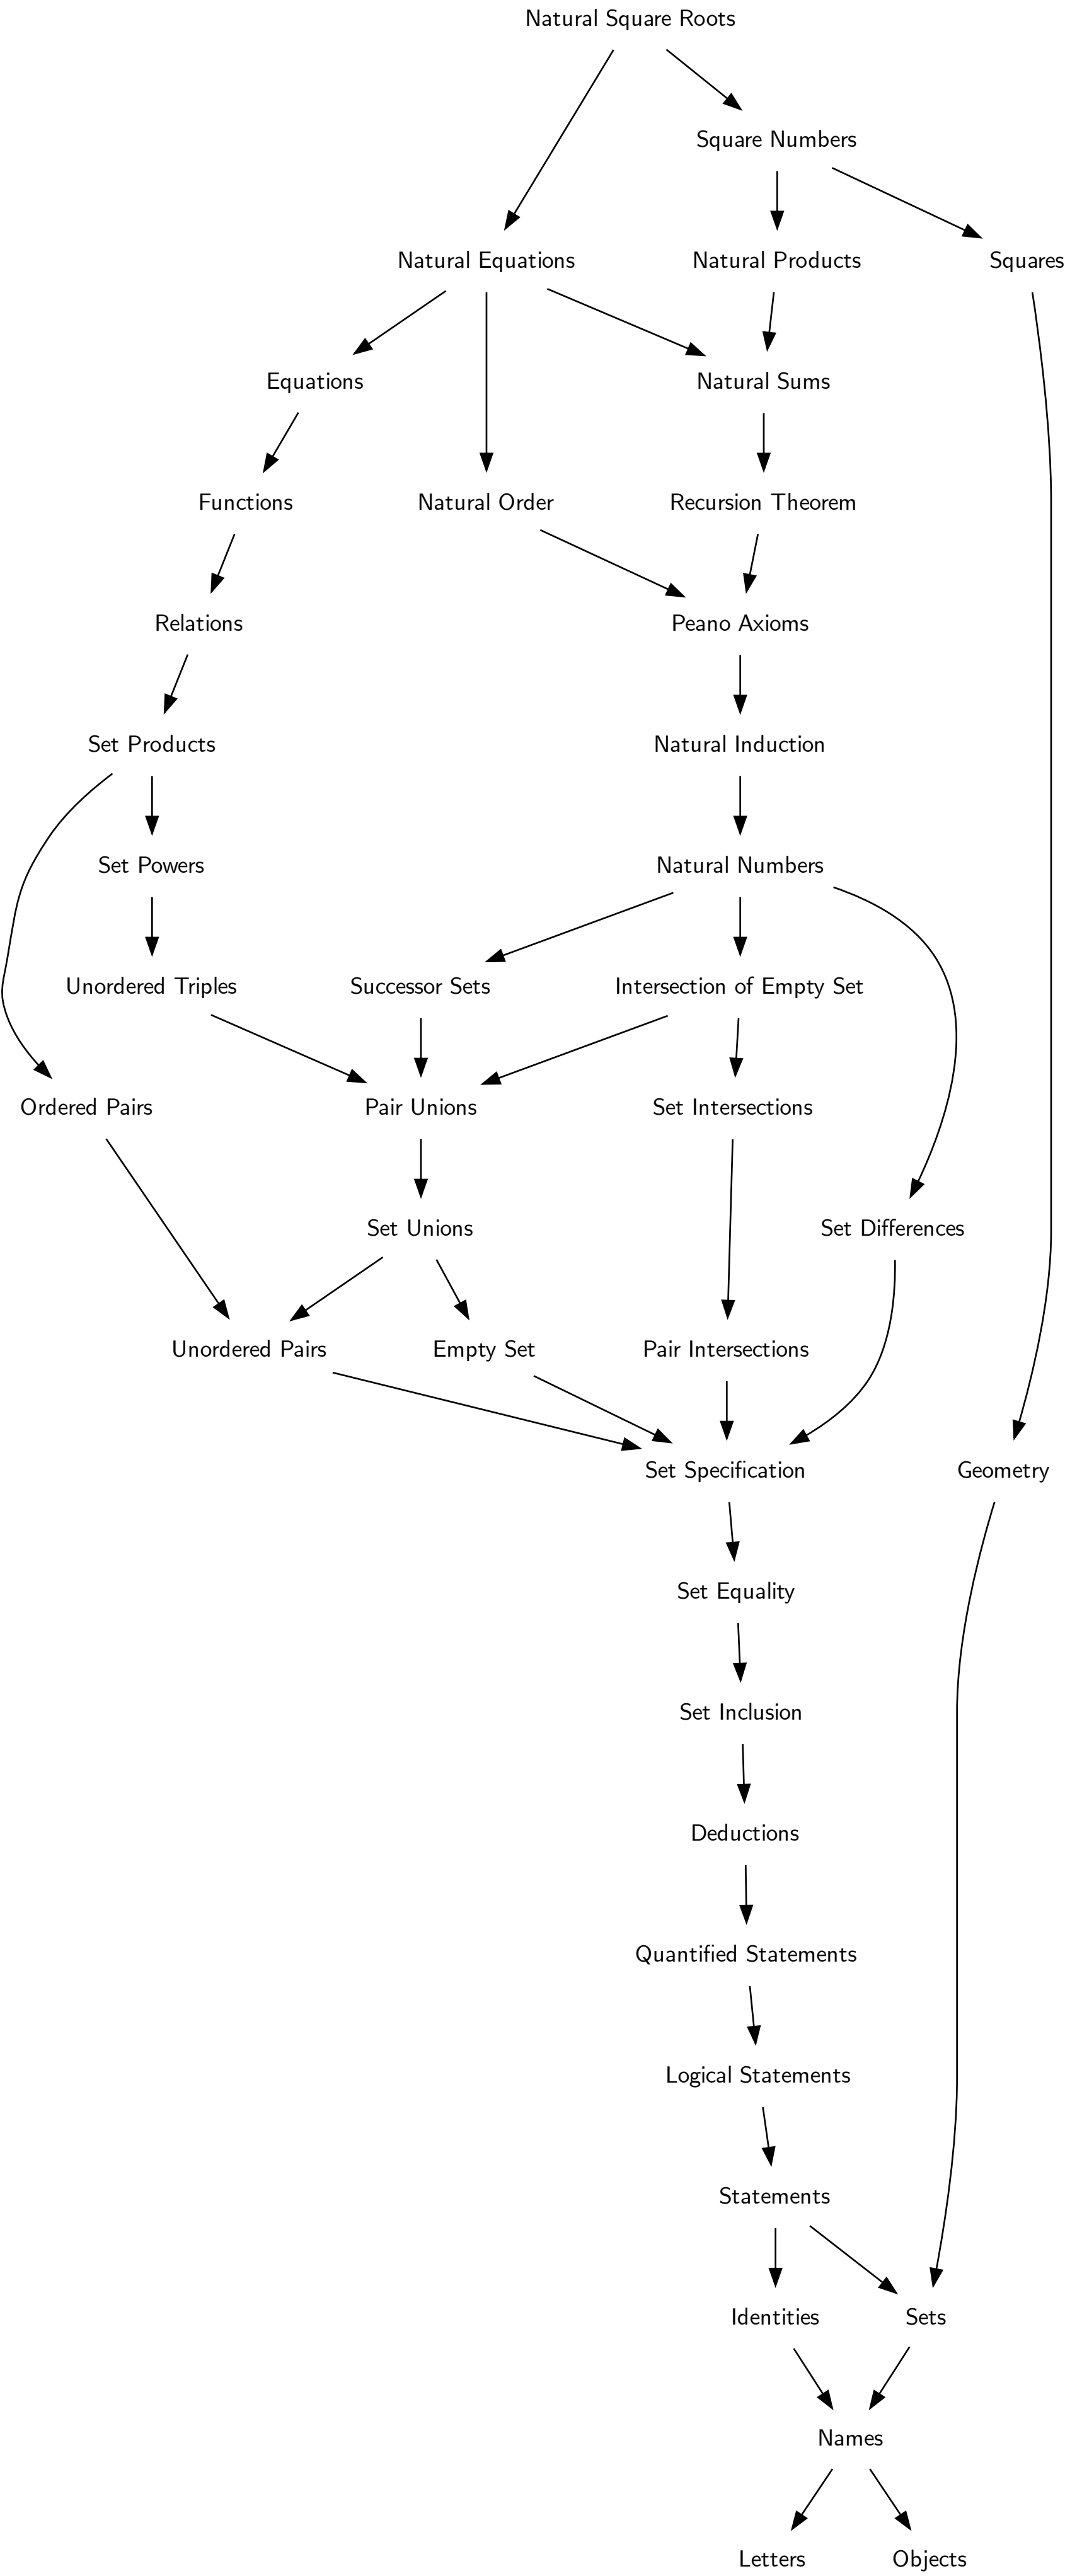 Natural Square Roots
Square Numbers
Natural Equations
Natural Products
Squares
Equations
Natural Sums
Functions
Natural Order
Recursion Theorem
Relations
Peano Axioms
Set Products
Natural Induction
Set Powers
Natural Numbers
Unordered Triples
Successor Sets
Intersection of Empty Set
Ordered Pairs
Pair Unions
Set Intersections
Set Unions
Set Differences
Unordered Pairs
Empty Set
Pair Intersections
Set Specification
Geometry
Set Equality
Set Inclusion
Deductions
Quantified Statements
Logical Statements
Statements
Identities
Sets
Names
Letters
Objects